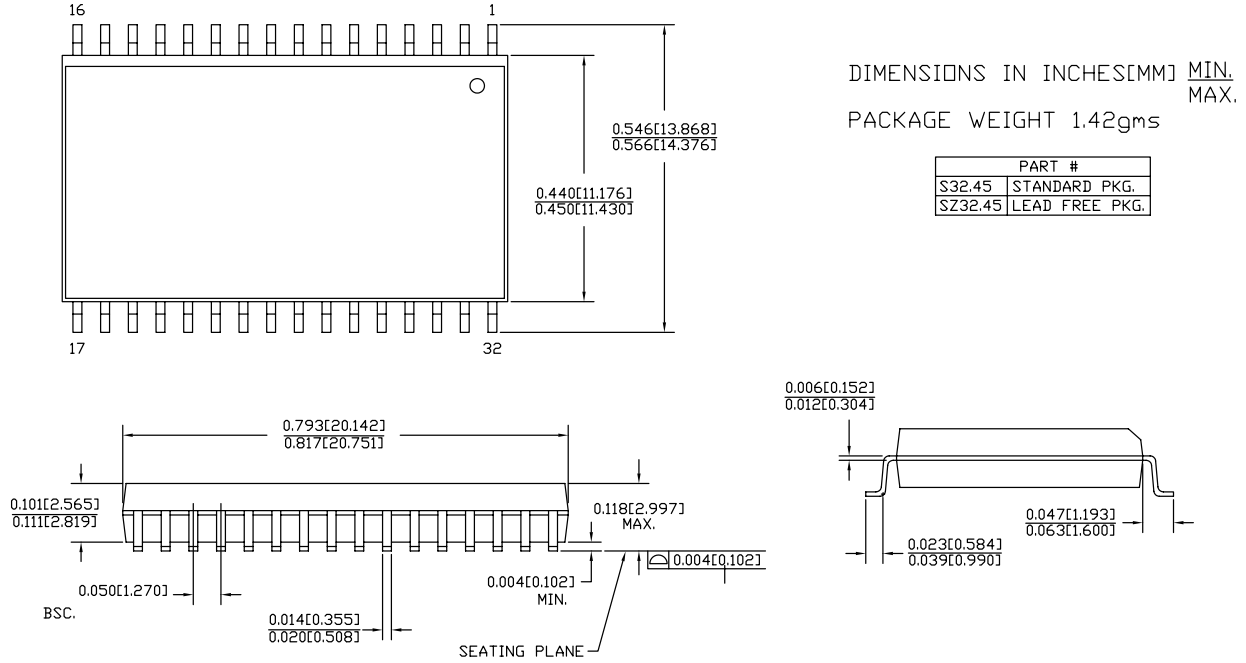 16
1
DIMENSIONS IN INCHES[MM] MIN.
MAX.
PACKAGE WEIGHT 1.42gms
0.546[13.868]
0.566[14.376]
PART #
S32.45 STANDARD PKG.
SZ32.45 LEAD FREE PKG.
0.440[11.176]
0.450[11.430]
17
32
0.006[0.152]
0.012[0.304]
0.793[20.142]
0.817[20.751]
0.101[2.565]
0.111[2.819]
0.118[2.997]
MAX.
0.047[1.193]
0.063[1.600]
0.023[0.584]
0.039[0.990]
0.004[0.102]
0.050[1.270]
BSC.
0.004[0.102]
MIN.
0.014[0.355]
0.020[0.508]
SEATING PLANE